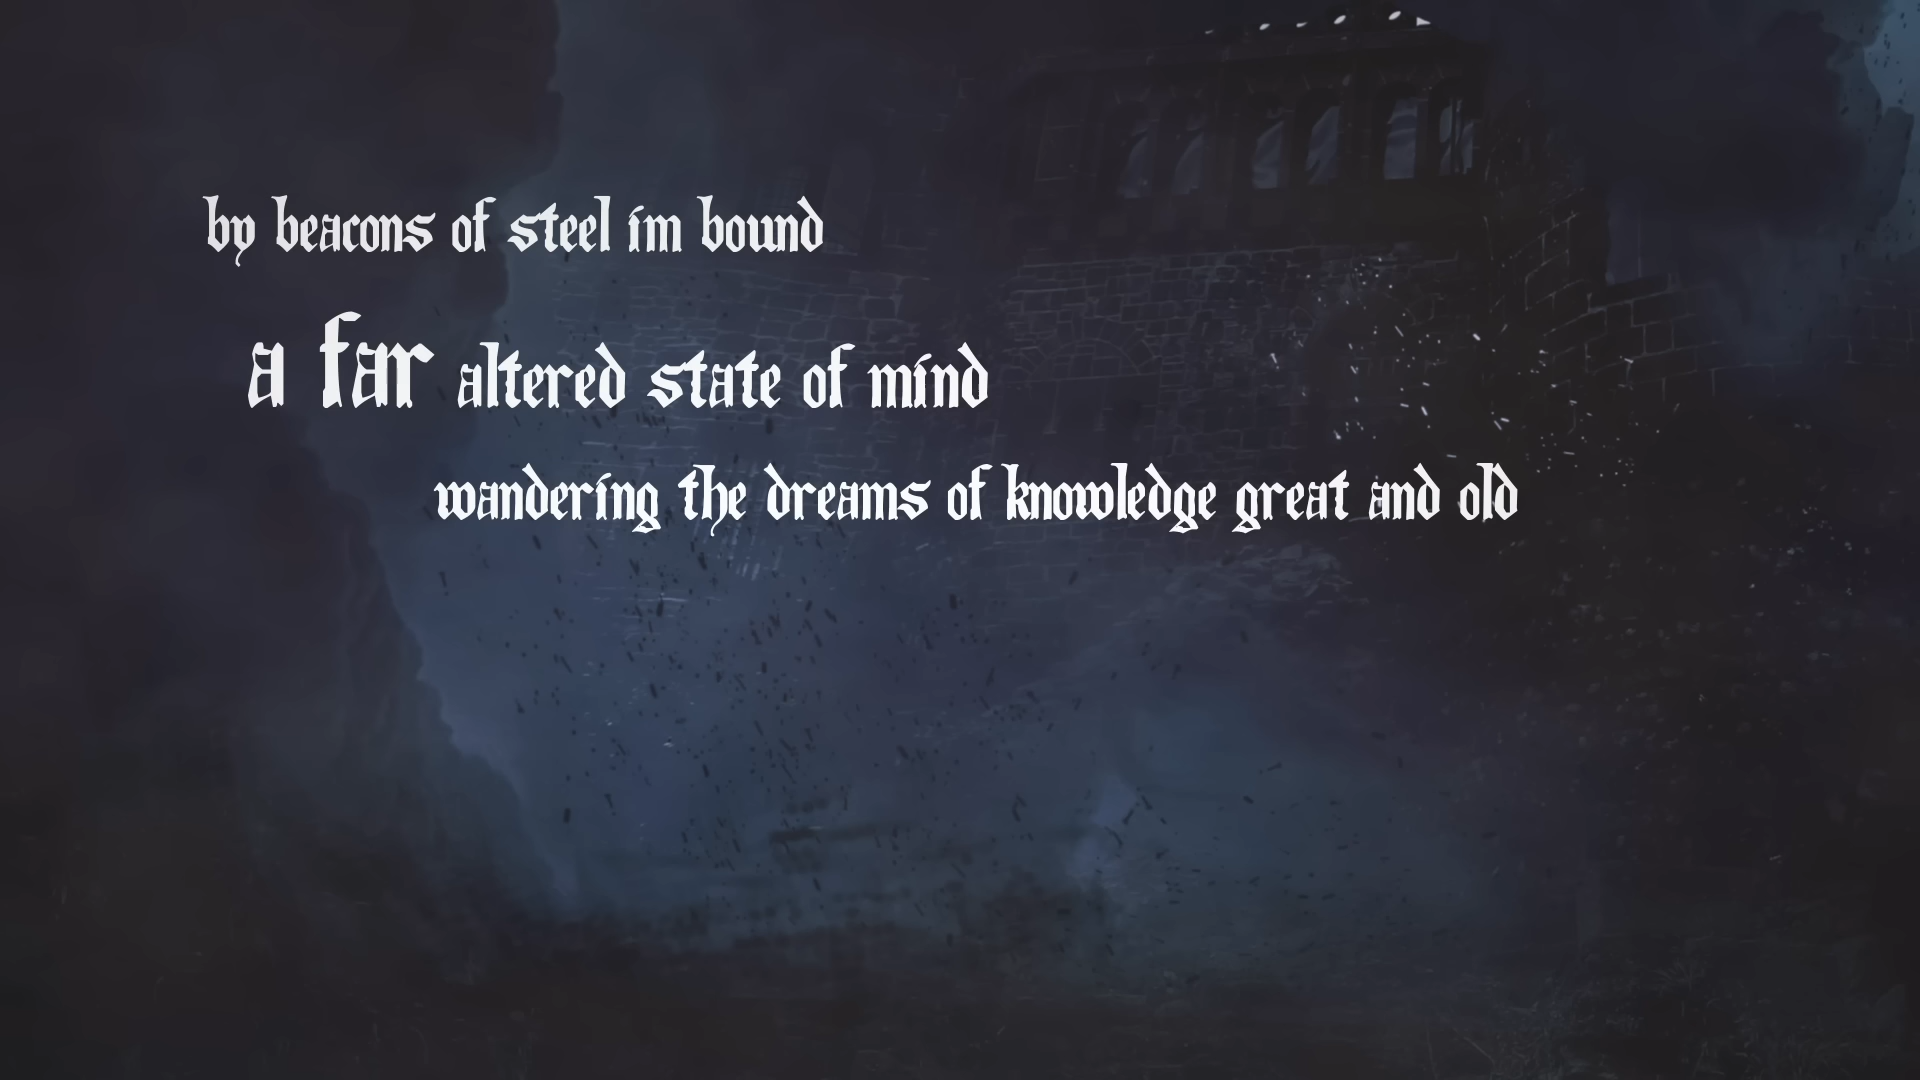 by beacons of steel im bound
a far altered state of mind
wandering the dreams of knowledge great and old